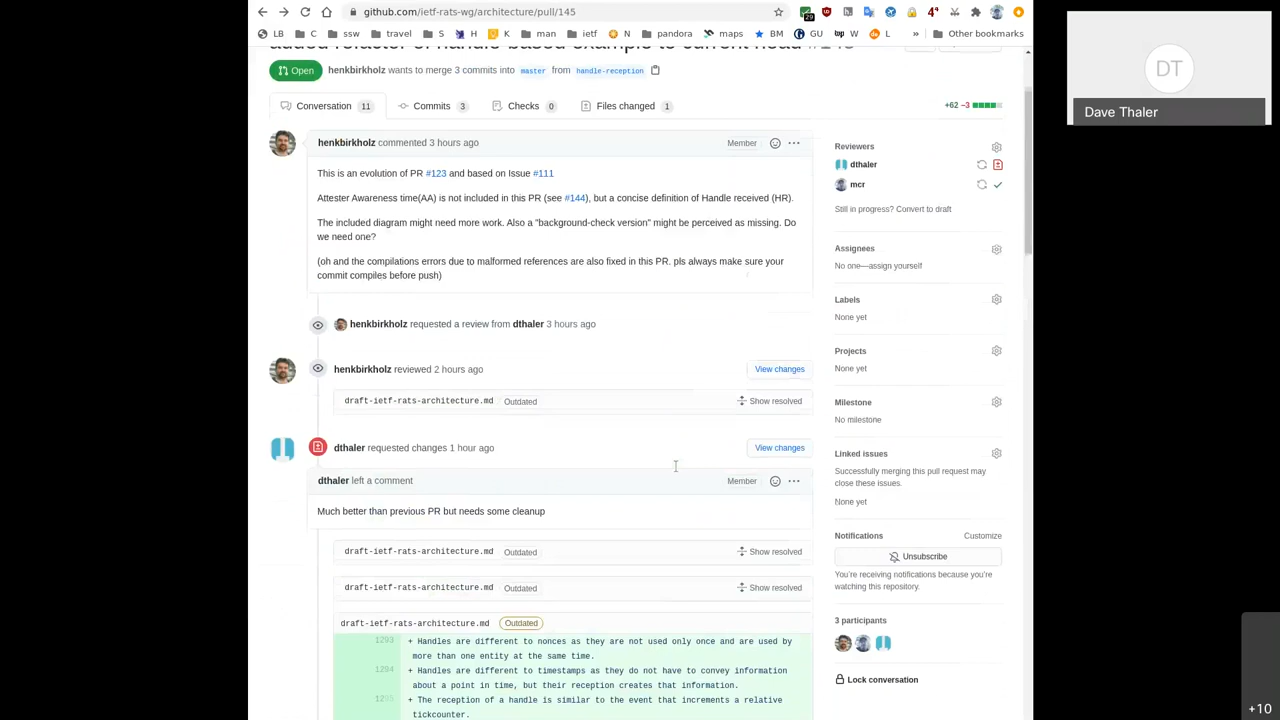 github.com/ietf-rats-wg/architecture/pull/145
29
LB C ssw travel S H K man ietf N pandora maps BM GU Wp L » Other bookmarks
added refactor of handle-based example to current head #145
Open henkbirkholz wants to merge 3 commits into master from handle-reception
Conversation 11 Commits 3 Checks 0 Files changed 1 +62 −3
henkbirkholz commented 3 hours ago Member
This is an evolution of PR #123 and based on Issue #111
Attester Awareness time(AA) is not included in this PR (see #144), but a concise definition of Handle received (HR).
The included diagram might need more work. Also a "background-check version" might be perceived as missing. Do
we need one?
(oh and the compilations errors due to malformed references are also fixed in this PR. pls always make sure your
commit compiles before push)
henkbirkholz requested a review from dthaler 3 hours ago
henkbirkholz reviewed 2 hours ago View changes
draft-ietf-rats-architecture.md Outdated Show resolved
dthaler requested changes 1 hour ago View changes
dthaler left a comment Member
Much better than previous PR but needs some cleanup
draft-ietf-rats-architecture.md Outdated Show resolved
draft-ietf-rats-architecture.md Outdated Show resolved
draft-ietf-rats-architecture.md Outdated
1293 + Handles are different to nonces as they are not used only once and are used by
more than one entity at the same time.
1294 + Handles are different to timestamps as they do not have to convey information
about a point in time, but their reception creates that information.
1295 + The reception of a handle is similar to the event that increments a relative
tickcounter.
Reviewers
dthaler
mcr
Still in progress? Convert to draft
Assignees
No one—assign yourself
Labels
None yet
Projects
None yet
Milestone
No milestone
Linked issues
Successfully merging this pull request may
close these issues.
None yet
Notifications Customize
Unsubscribe
You're receiving notifications because you're
watching this repository.
3 participants
Lock conversation
DT
Dave Thaler
+10